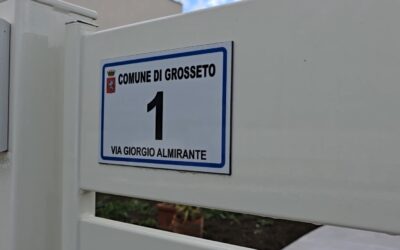 COMUNE DI GROSSETO
1
VIA GIORGIO ALMIRANTE